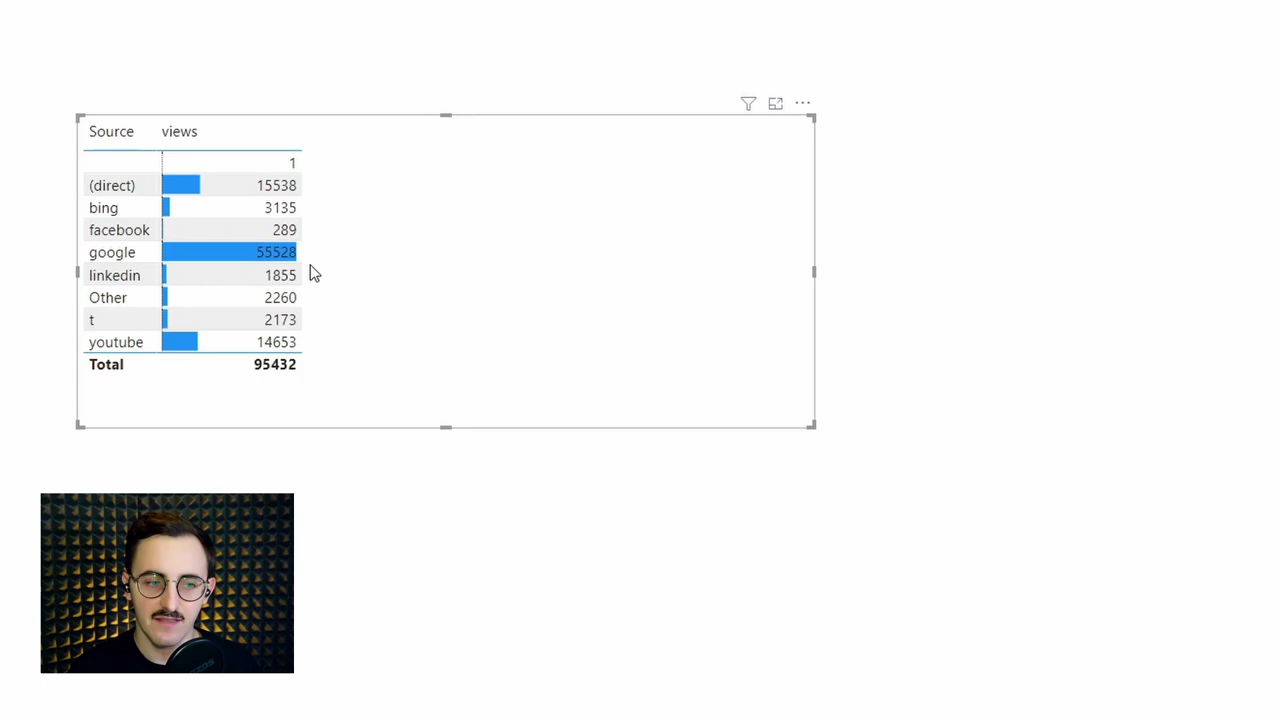 Source views
1
(direct) 15538
bing 3135
facebook 289
google 55528
linkedin 1855
Other 2260
t 2173
youtube 14653
Total 95432